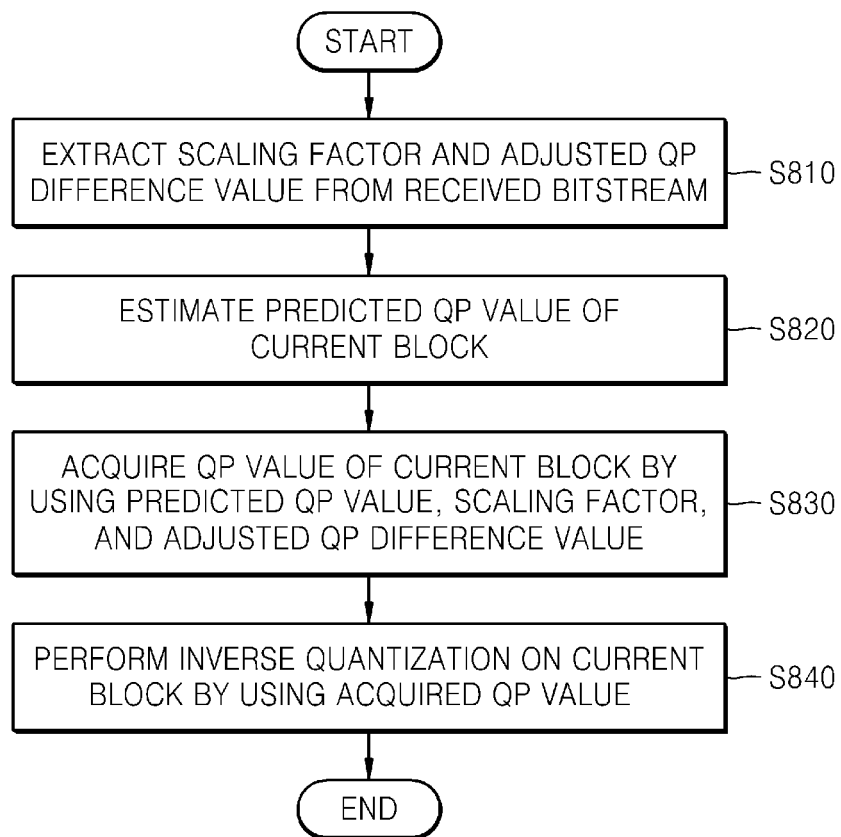 START
EXTRACT SCALING FACTOR AND ADJUSTED QP
DIFFERENCE VALUE FROM RECEIVED BITSTREAM
S810
ESTIMATE PREDICTED QP VALUE OF
CURRENT BLOCK
S820
ACQUIRE QP VALUE OF CURRENT BLOCK BY
USING PREDICTED QP VALUE, SCALING FACTOR,
AND ADJUSTED QP DIFFERENCE VALUE
S830
PERFORM INVERSE QUANTIZATION ON CURRENT
BLOCK BY USING ACQUIRED QP VALUE
S840
END